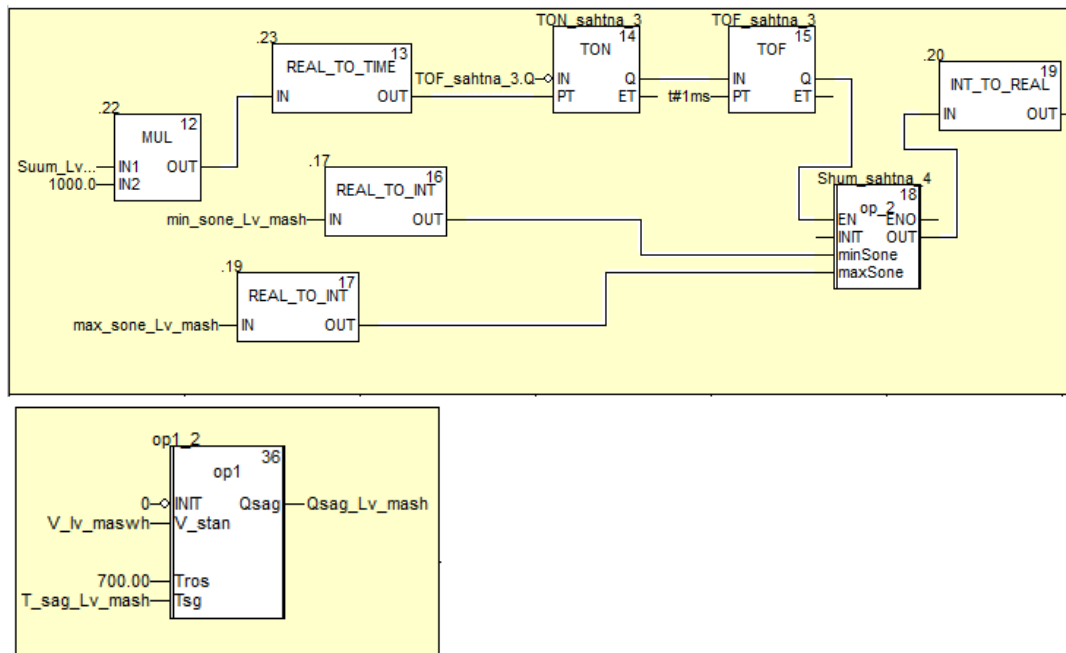 TON_sahtna_3
TOF_sahtna_3
.23
13
14
15
REAL_TO_TIME
TON
TOF
.20
19
TOF_sahtna_3.Q
IN
Q
IN
Q
INT_TO_REAL
IN
OUT
PT
ET
t#1ms
PT
ET
.22
12
IN
OUT
MUL
Suum_Lv...
IN1
OUT
1000.0
IN2
.17
16
Shum_sahtna_4
REAL_TO_INT
18
op_2
min_sone_Lv_mash
IN
OUT
EN
ENO
INIT
OUT
minSone
.19
17
maxSone
REAL_TO_INT
max_sone_Lv_mash
IN
OUT
op1_2
36
op1
0
INIT
Qsag
Qsag_Lv_mash
V_lv_maswh
V_stan
700.00
Tros
T_sag_Lv_mash
Tsg